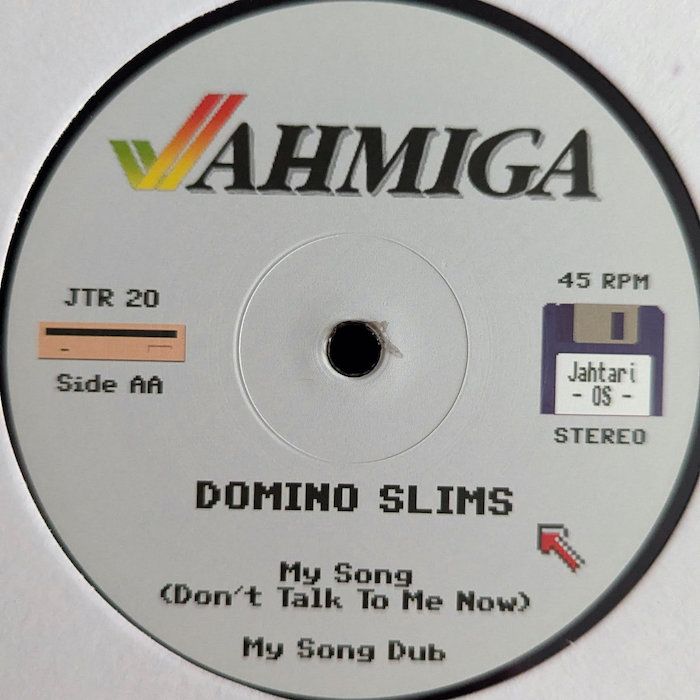 AHMIGA
JTR 20
Side AA
45 RPM
Jahtari
- OS -
STEREO
DOMINO SLIMS
My Song
(Don't Talk To Me Now)
My Song Dub